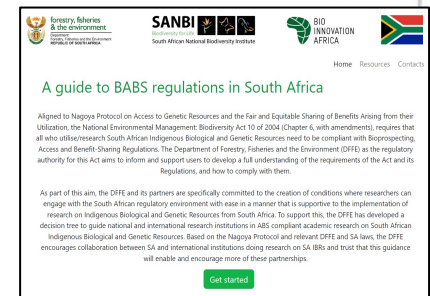 forestry, fisheries
& the environment
Department:
Forestry, Fisheries and the Environment
REPUBLIC OF SOUTH AFRICA
SANBI
Biodiversity for Life
South African National Biodiversity Institute
BIO
INNOVATION
AFRICA
Home Resources Contacts
A guide to BABS regulations in South Africa
Aligned to Nagoya Protocol on Access to Genetic Resources and the Fair and Equitable Sharing of Benefits Arising from their
Utilization, the National Environmental Management: Biodiversity Act 10 of 2004 (Chapter 6, with amendments), requires that
all who utilise/research South African Indigenous Biological and Genetic Resources need to be compliant with Bioprospecting,
Access and Benefit-Sharing Regulations. The Department of Forestry, Fisheries and the Environment (DFFE) as the regulatory
authority for this Act aims to inform and support users to develop a full understanding of the requirements of the Act and its
Regulations, and how to comply with them.
As part of this aim, the DFFE and its partners are specifically committed to the creation of conditions where researchers can
engage with the South African regulatory environment with ease in a manner that is supportive to the implementation of
research on Indigenous Biological and Genetic Resources from South Africa. To support this, the DFFE has developed a
decision tree to guide national and international research institutions in ABS compliant academic research on South African
Indigenous Biological and Genetic Resources. Based on the Nagoya Protocol and relevant DFFE and SA laws, the DFFE
encourages collaboration between SA and international institutions doing research on SA IBRs and trust that this guidance
will enable and encourage more of these partnerships.
Get started